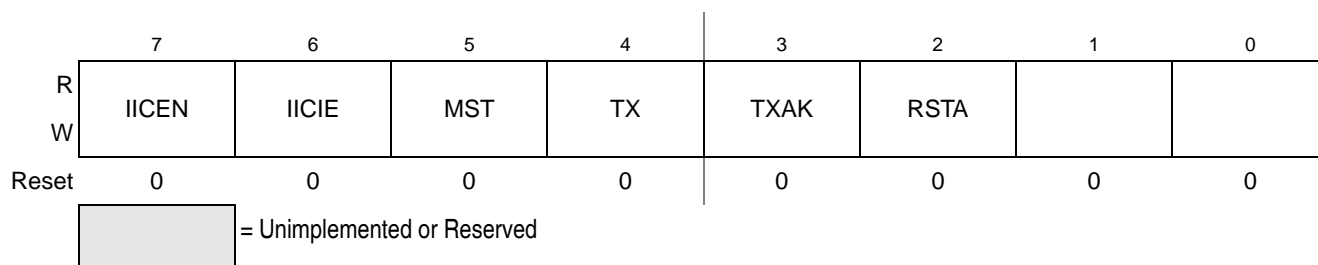 7 6 5 4 3 2 1 0
R
IICEN IICIE MST TX TXAK RSTA
W
Reset 0 0 0 0 0 0 0 0
= Unimplemented or Reserved